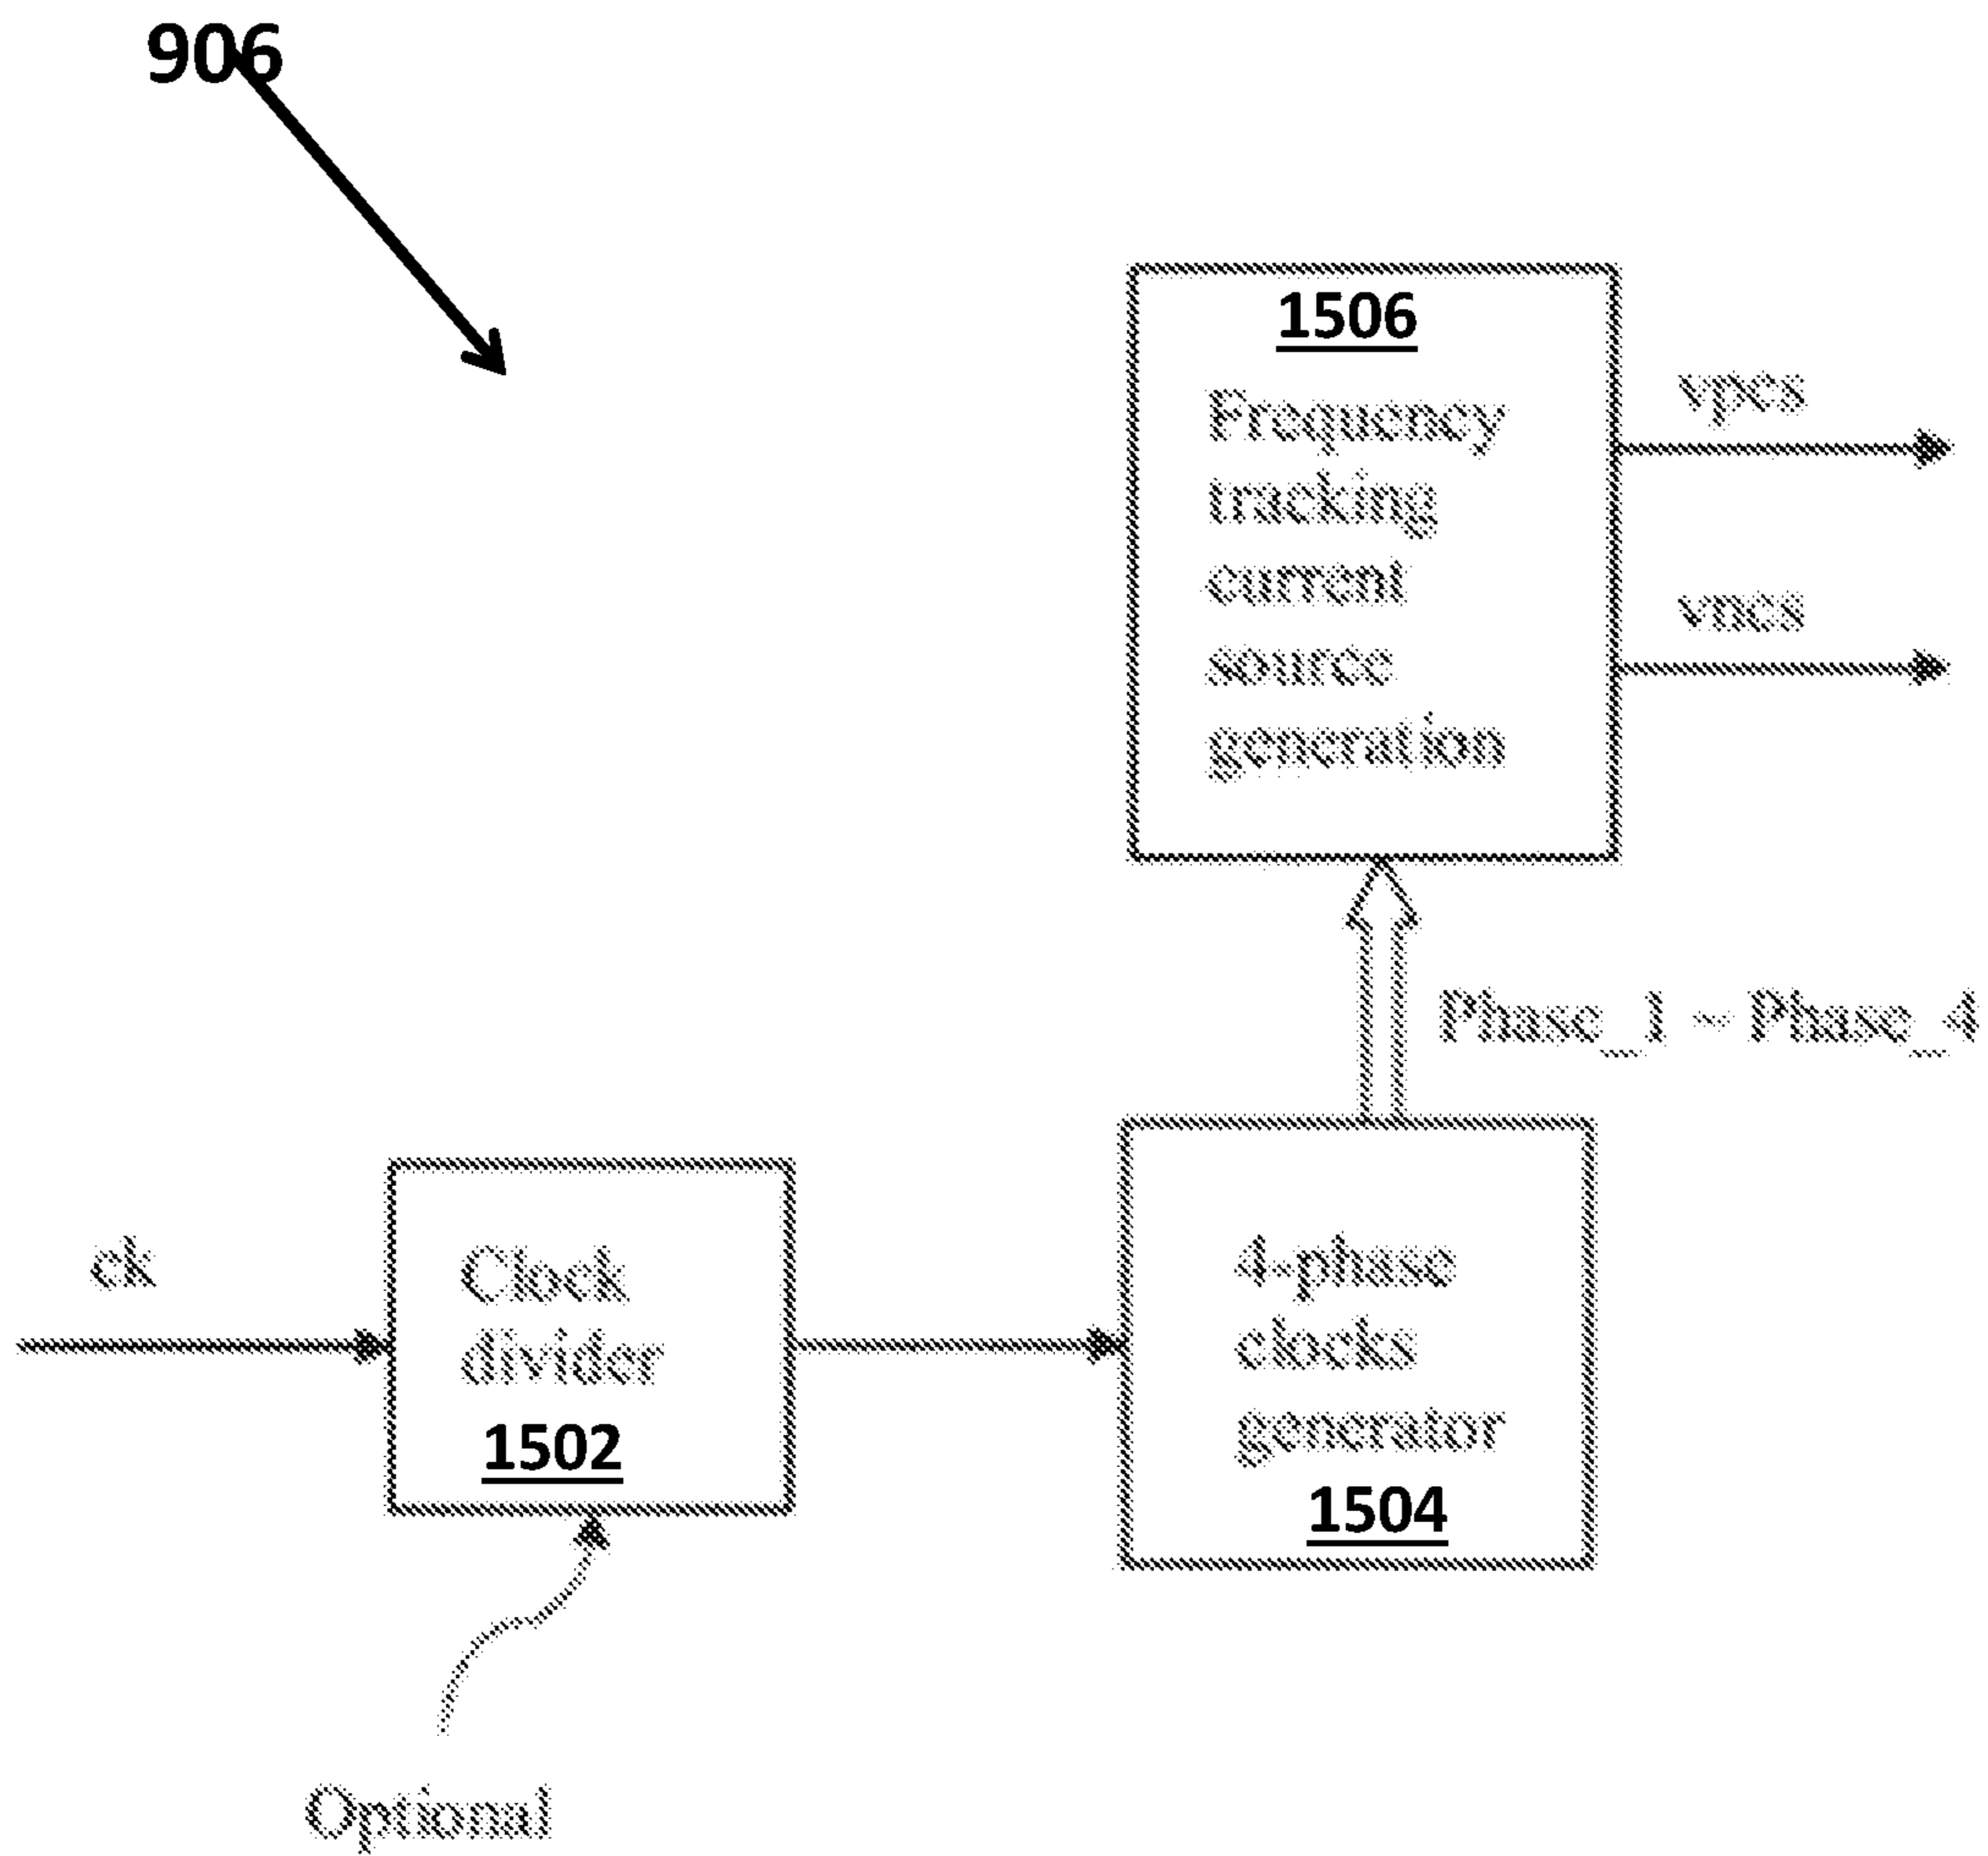 906
1506
Frequency
tracking
current
source
generation
vpcs
vncs
Phase_1 ~ Phase_4
ck
Clock
divider
1502
4-phase
clocks
generator
1504
Optional